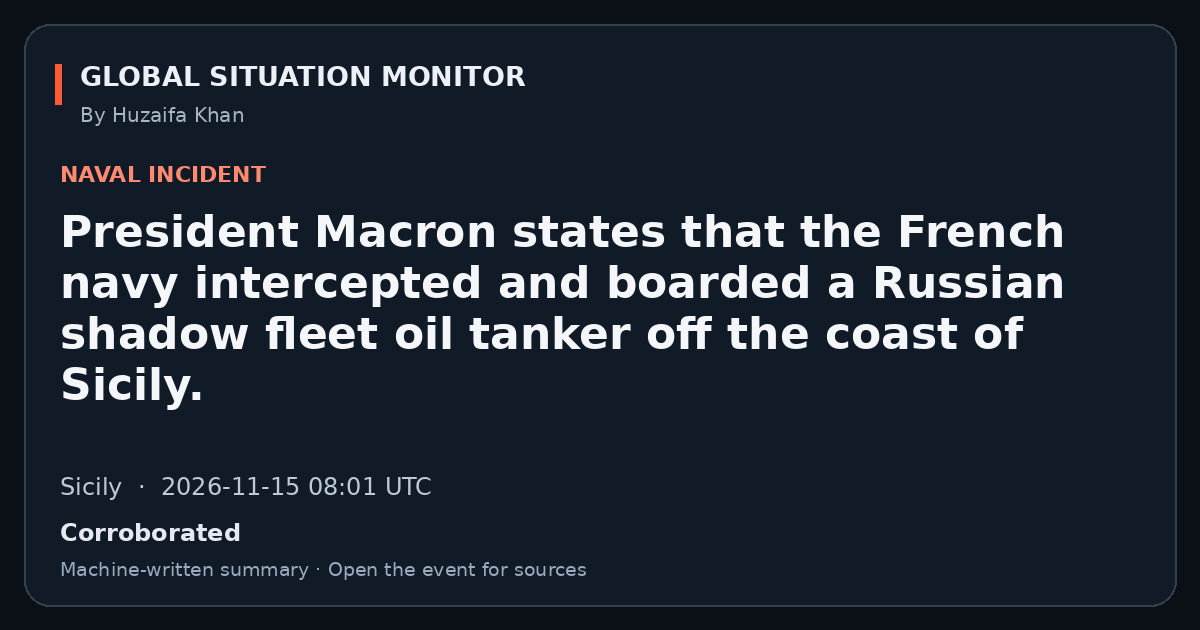 GLOBAL SITUATION MONITOR
By Huzaifa Khan
NAVAL INCIDENT
President Macron states that the French
navy intercepted and boarded a Russian
shadow fleet oil tanker off the coast of
Sicily.
Sicily · 2026-11-15 08:01 UTC
Corroborated
Machine-written summary · Open the event for sources